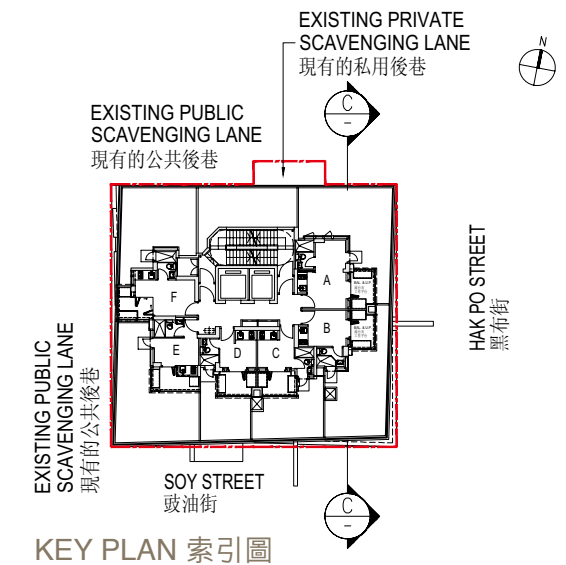 EXISTING PRIVATE
SCAVENGING LANE
現有的私用後巷
N
C
-
EXISTING PUBLIC
SCAVENGING LANE
現有的公共後巷
A
F
B
E
D
C
HAK PO STREET
黑布街
EXISTING PUBLIC
SCAVENGING LANE
現有的公共後巷
SOY STREET
豉油街
C
-
KEY PLAN 索引圖